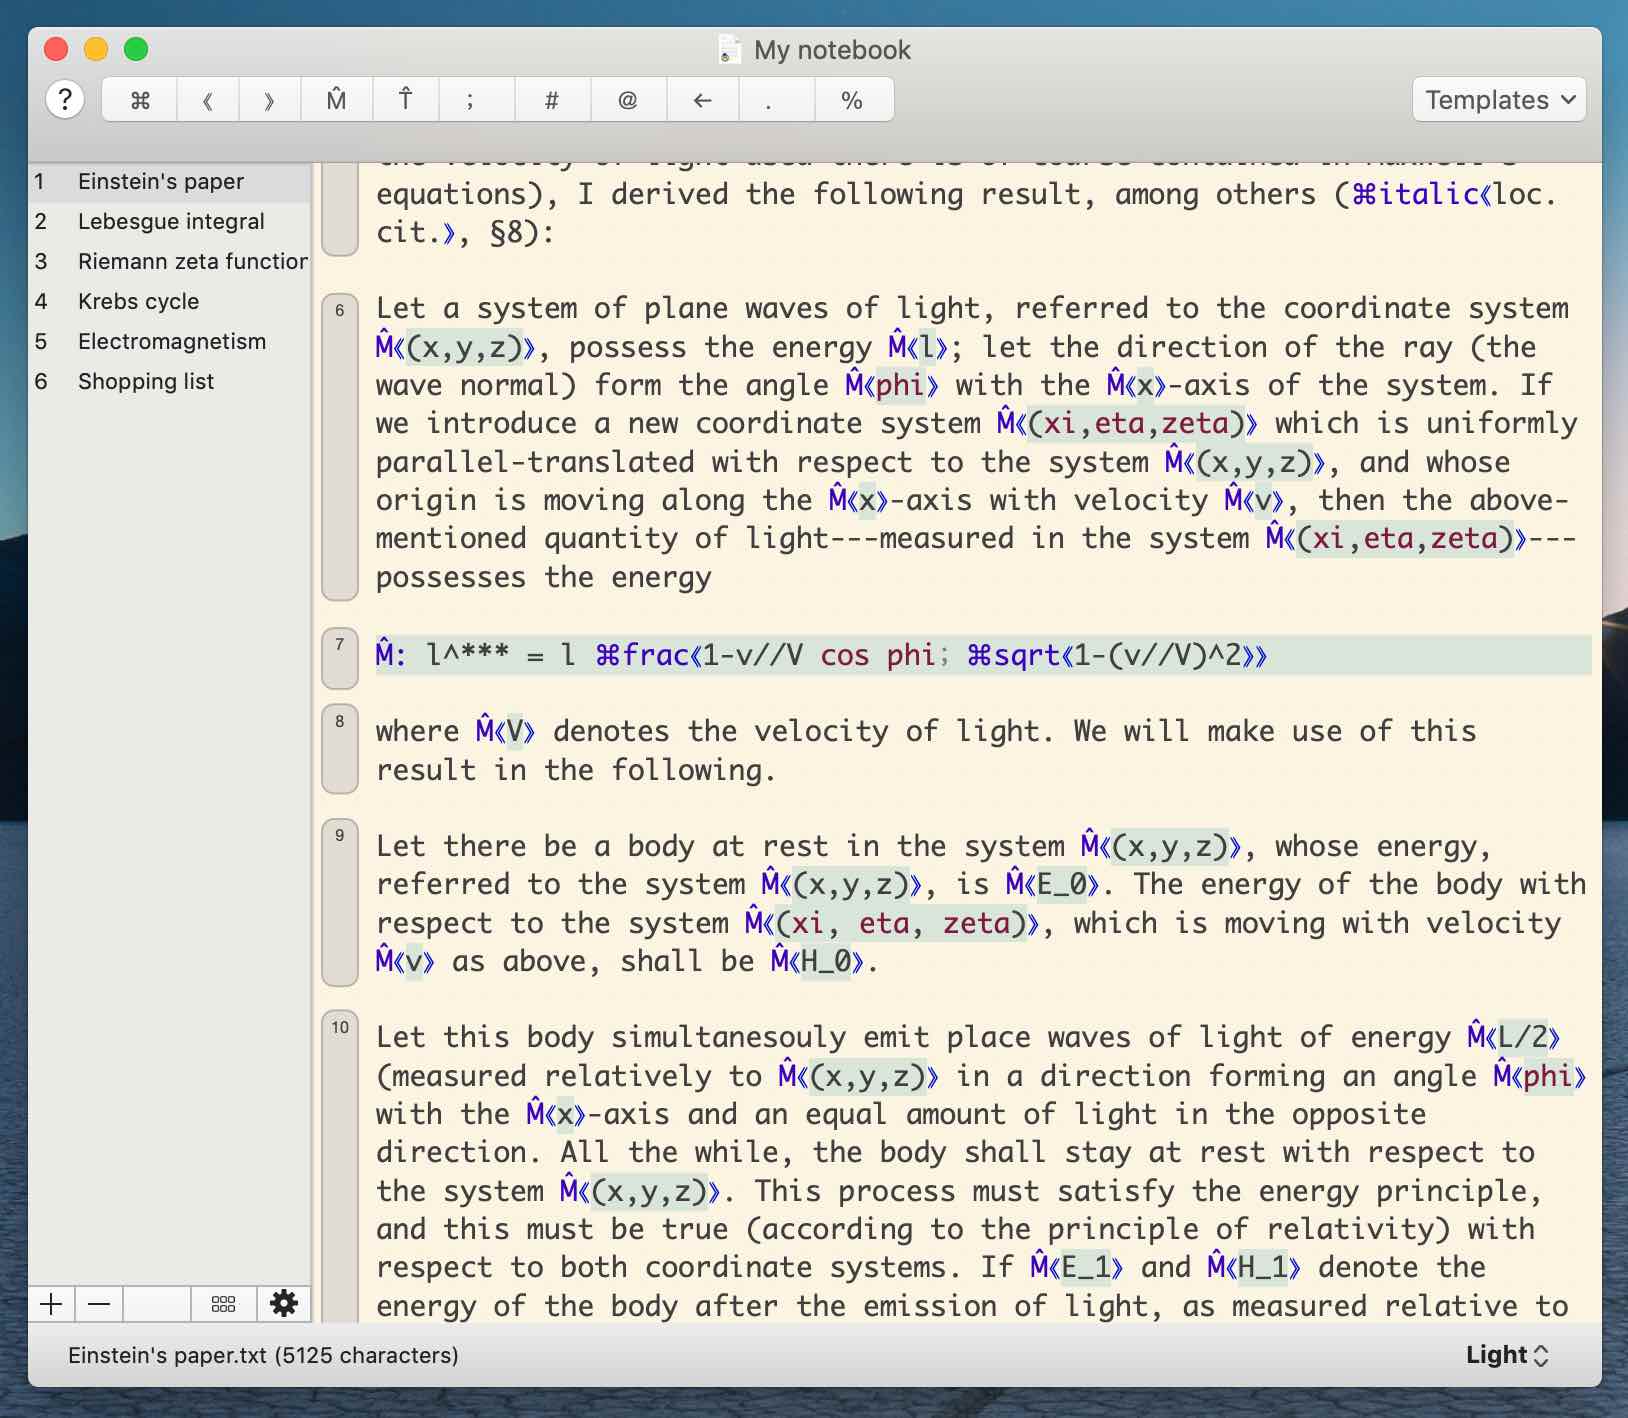 My notebook
? ⌘ 《 》 M̂ T̂ ; # @ ← . % Templates
1 Einstein's paper
2 Lebesgue integral
3 Riemann zeta function
4 Krebs cycle
5 Electromagnetism
6 Shopping list
the velocity of light used there is of course contained in Maxwell's
equations), I derived the following result, among others (⌘italic《loc.
cit.》, §8):
6 Let a system of plane waves of light, referred to the coordinate system
M̂《(x,y,z)》, possess the energy M̂《l》; let the direction of the ray (the
wave normal) form the angle M̂《phi》 with the M̂《x》-axis of the system. If
we introduce a new coordinate system M̂《(xi,eta,zeta)》 which is uniformly
parallel-translated with respect to the system M̂《(x,y,z)》, and whose
origin is moving along the M̂《x》-axis with velocity M̂《v》, then the above-
mentioned quantity of light---measured in the system M̂《(xi,eta,zeta)》---
possesses the energy
7 M̂: l^*** = l ⌘frac《1-v//V cos phi; ⌘sqrt《1-(v//V)^2》》
8 where M̂《V》 denotes the velocity of light. We will make use of this
result in the following.
9 Let there be a body at rest in the system M̂《(x,y,z)》, whose energy,
referred to the system M̂《(x,y,z)》, is M̂《E_0》. The energy of the body with
respect to the system M̂《(xi, eta, zeta)》, which is moving with velocity
M̂《v》 as above, shall be M̂《H_0》.
10 Let this body simultanesouly emit place waves of light of energy M̂《L/2》
(measured relatively to M̂《(x,y,z)》 in a direction forming an angle M̂《phi》
with the M̂《x》-axis and an equal amount of light in the opposite
direction. All the while, the body shall stay at rest with respect to
the system M̂《(x,y,z)》. This process must satisfy the energy principle,
and this must be true (according to the principle of relativity) with
respect to both coordinate systems. If M̂《E_1》 and M̂《H_1》 denote the
energy of the body after the emission of light, as measured relative to
Einstein's paper.txt (5125 characters)
Light